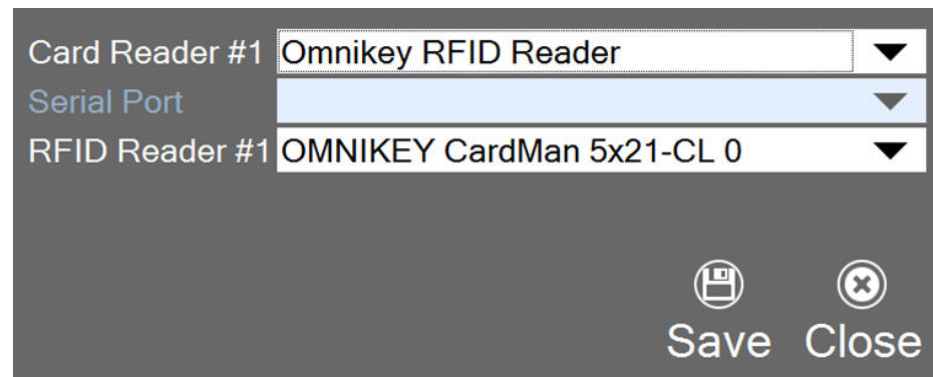 Card Reader #1 Omnikey RFID Reader
Serial Port
RFID Reader #1 OMNIKEY CardMan 5x21-CL 0
Save Close